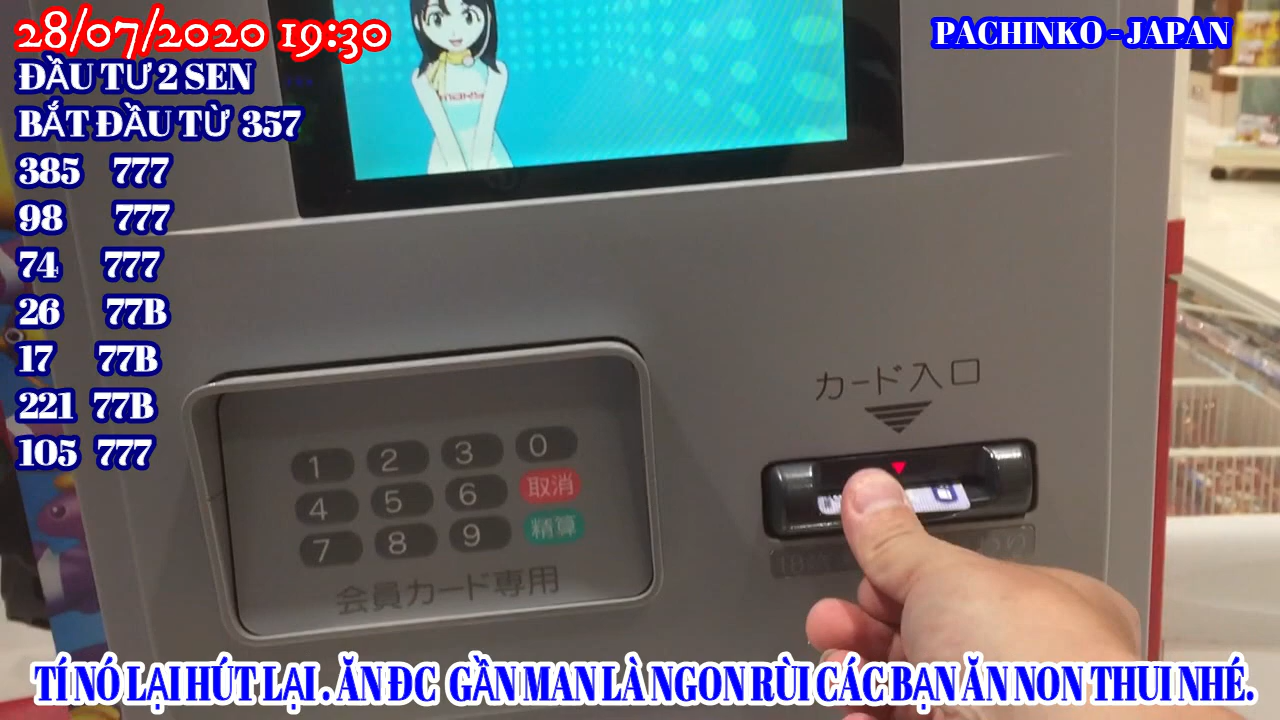 28/07/2020 19:30
PACHINKO - JAPAN
ĐẦU TƯ 2 SEN
BẮT ĐẦU TỪ 357
385 777
98 777
74 777
26 77B
17 77B
221 77B
105 777
カード入口
1 2 3 0
4 5 6 取消
7 8 9 精算
会員カード専用
TÍ NÓ LẠI HÚT LẠI . ĂN ĐC GẦN MAN LÀ NGON RÙI CÁC BẠN ĂN NON THUI NHÉ.